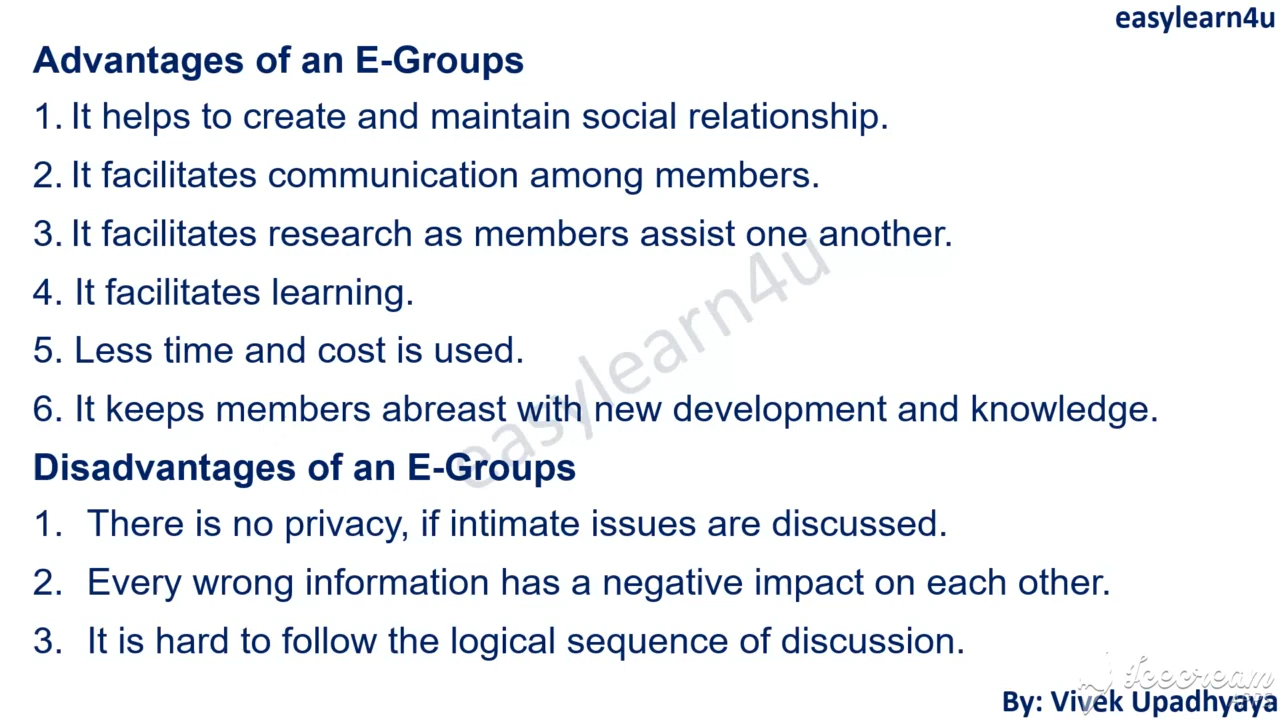 easylearn4u
Advantages of an E-Groups
1. It helps to create and maintain social relationship.
2. It facilitates communication among members.
3. It facilitates research as members assist one another.
4. It facilitates learning.
5. Less time and cost is used.
6. It keeps members abreast with new development and knowledge.
easylearn4u
Disadvantages of an E-Groups
1. There is no privacy, if intimate issues are discussed.
2. Every wrong information has a negative impact on each other.
3. It is hard to follow the logical sequence of discussion.
Icecream
APPS
By: Vivek Upadhyaya